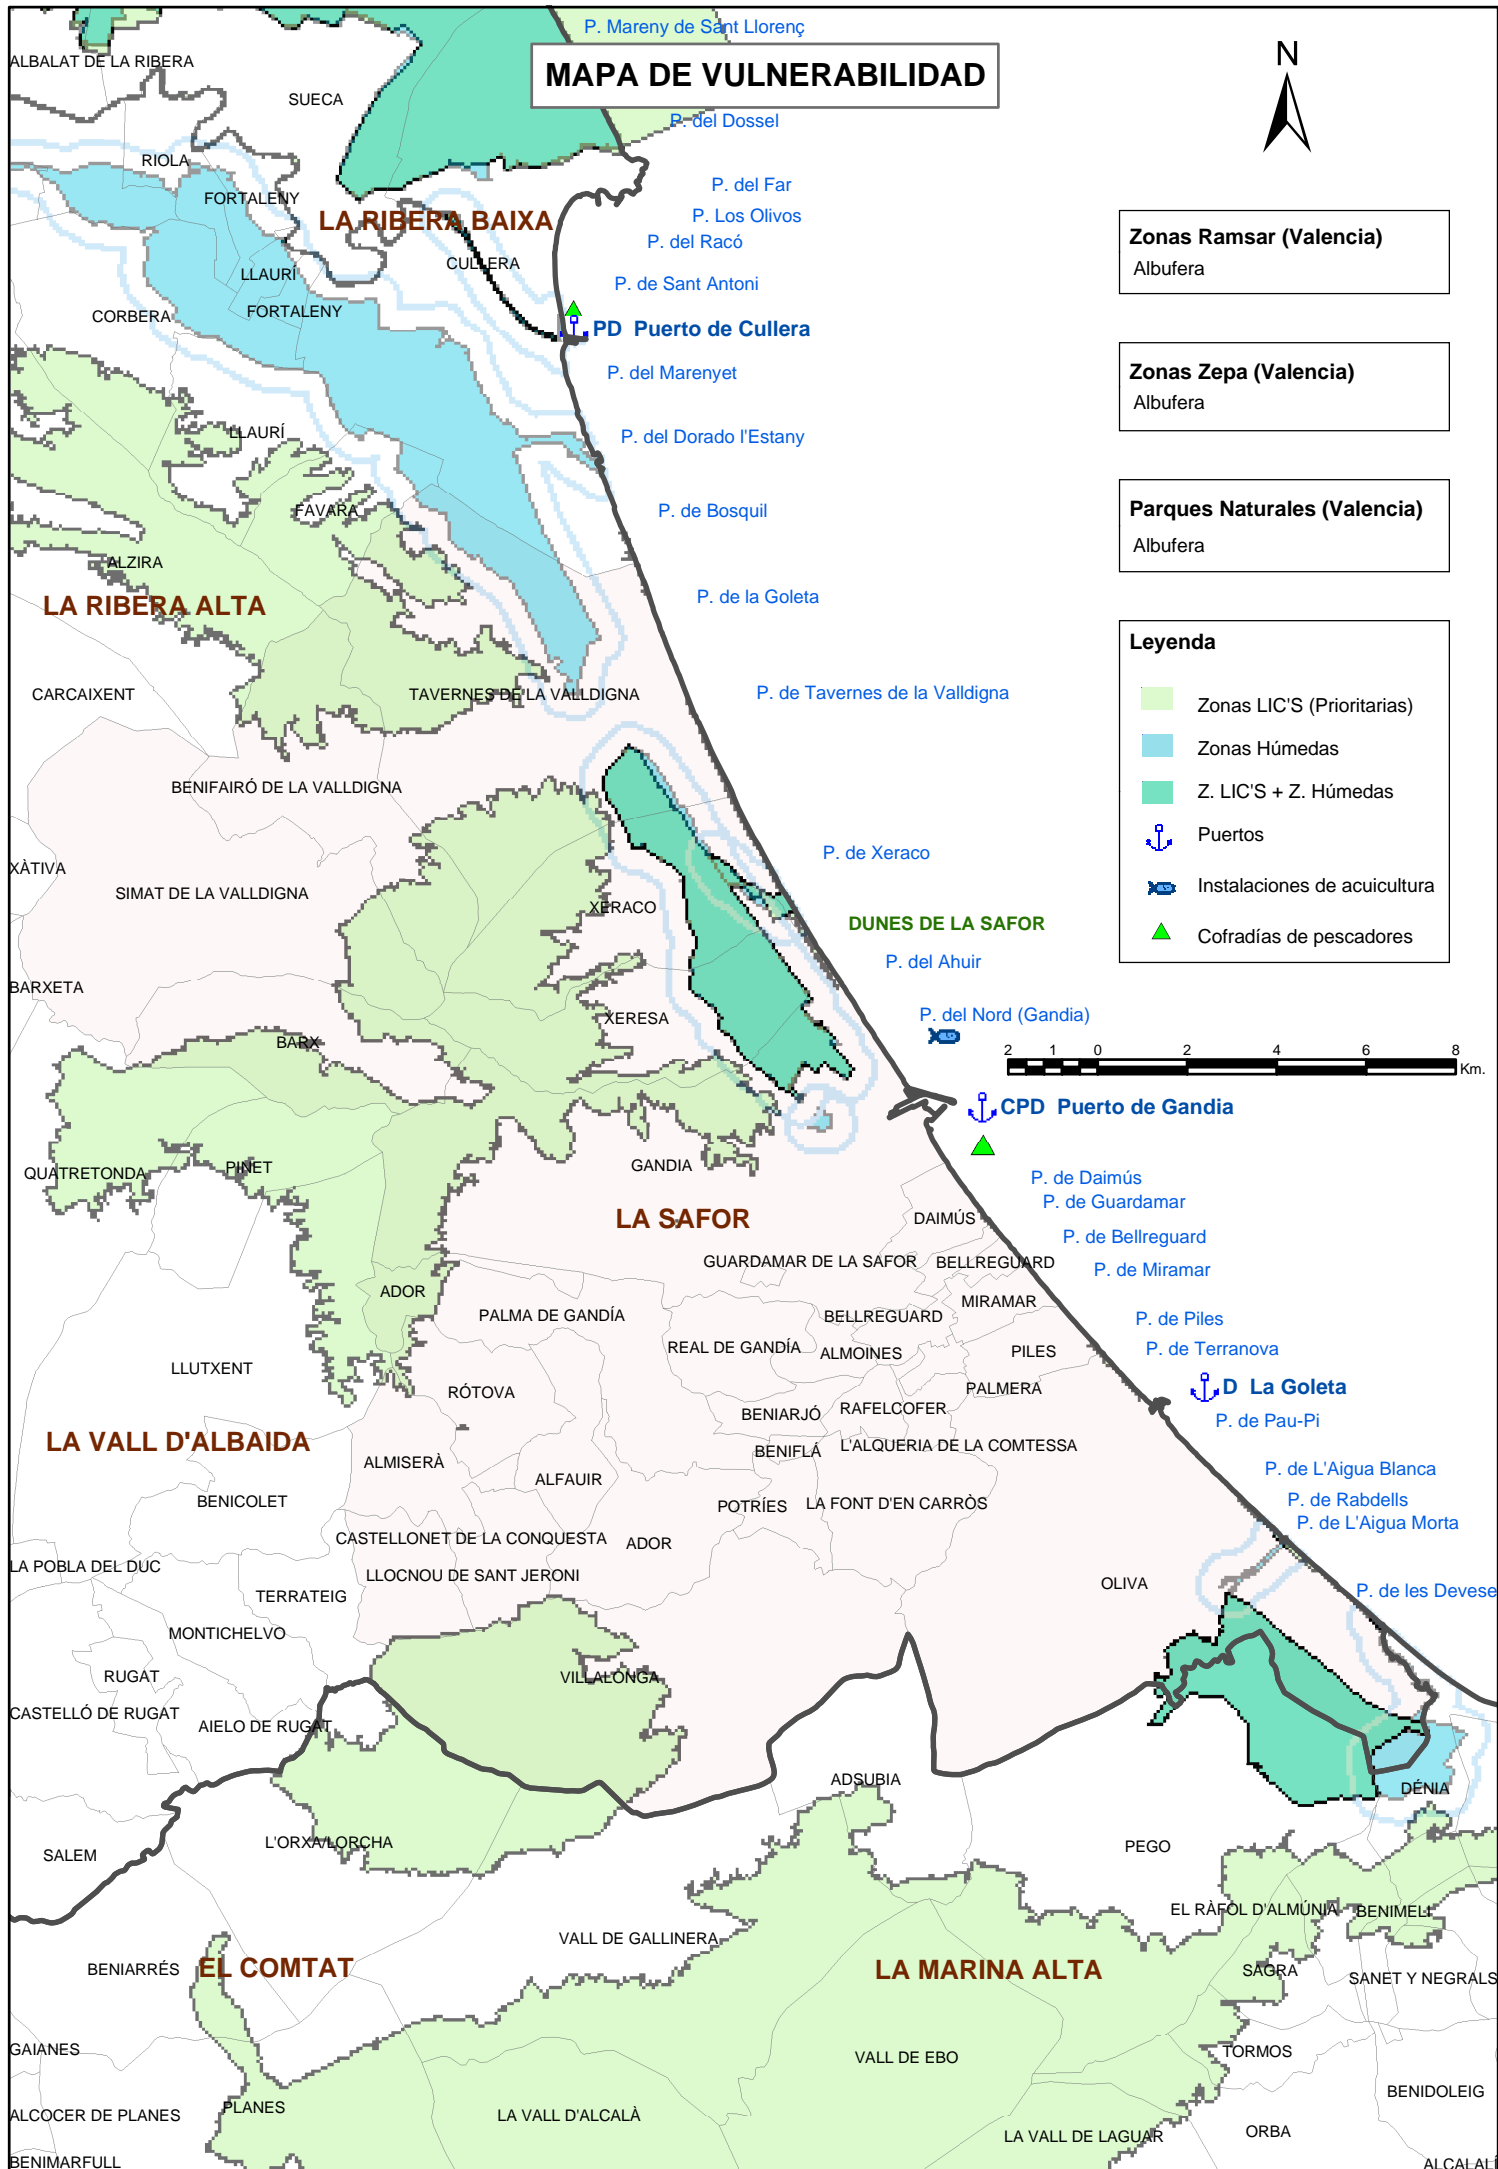 P. Mareny de Sant Llorenç
MAPA DE VULNERABILIDAD
N
ALBALAT DE LA RIBERA
SUECA
P. del Dossel
RIOLA
P. del Far
FORTALENY
P. Los Olivos
LA RIBERA BAIXA
P. del Racó
CULLERA
LLAURÍ
P. de Sant Antoni
FORTALENY
CORBERA
PD Puerto de Cullera
P. del Marenyet
LLAURÍ
P. del Dorado l'Estany
FAVARA
P. de Bosquil
ALZIRA
LA RIBERA ALTA
P. de la Goleta
CARCAIXENT
TAVERNES DE LA VALLDIGNA
P. de Tavernes de la Valldigna
BENIFAIRÓ DE LA VALLDIGNA
P. de Xeraco
XÀTIVA
SIMAT DE LA VALLDIGNA
XERACO
DUNES DE LA SAFOR
P. del Ahuir
BARXETA
XERESA
P. del Nord (Gandia)
BARX
Zonas Ramsar (Valencia)
Albufera
Zonas Zepa (Valencia)
Albufera
Parques Naturales (Valencia)
Albufera
Leyenda
Zonas LIC'S (Prioritarias)
Zonas Húmedas
Z. LIC'S + Z. Húmedas
Puertos
Instalaciones de acuicultura
Cofradías de pescadores
2 1 0 2 4 6 8
Km.
CPD Puerto de Gandia
QUATRETONDA
PINET
GANDIA
P. de Daimús
P. de Guardamar
LA SAFOR
DAIMÚS
P. de Bellreguard
GUARDAMAR DE LA SAFOR
BELLREGUARD
P. de Miramar
ADOR
MIRAMAR
PALMA DE GANDÍA
BELLREGUARD
P. de Piles
REAL DE GANDÍA
ALMOINES
PILES
P. de Terranova
LLUTXENT
RÓTOVA
PALMERA
D La Goleta
BENIARJÓ
RAFELCOFER
P. de Pau-Pi
LA VALL D'ALBAIDA
ALMISERÀ
BENIFLÁ
L'ALQUERIA DE LA COMTESSA
ALFAUIR
P. de L'Aigua Blanca
BENICOLET
POTRÍES
LA FONT D'EN CARRÒS
P. de Rabdells
P. de L'Aigua Morta
CASTELLONET DE LA CONQUESTA
ADOR
LA POBLA DEL DUC
LLOCNOU DE SANT JERONI
OLIVA
P. de les Devese
TERRATEIG
MONTICHELVO
RUGAT
VILLALONGA
CASTELLÓ DE RUGAT
AIELO DE RUGAT
ADSUBIA
DÉNIA
L'ORXA/LORCHA
PEGO
SALEM
EL RÀFOL D'ALMÚNIA
BENIMELI
VALL DE GALLINERA
BENIARRÉS
EL COMTAT
LA MARINA ALTA
SAGRA
SANET Y NEGRALS
GAIANES
VALL DE EBO
TORMOS
BENIDOLEIG
PLANES
ALCOCER DE PLANES
LA VALL D'ALCALÀ
ORBA
LA VALL DE LAGUAR
BENIMARFULL
ALCALALÍ